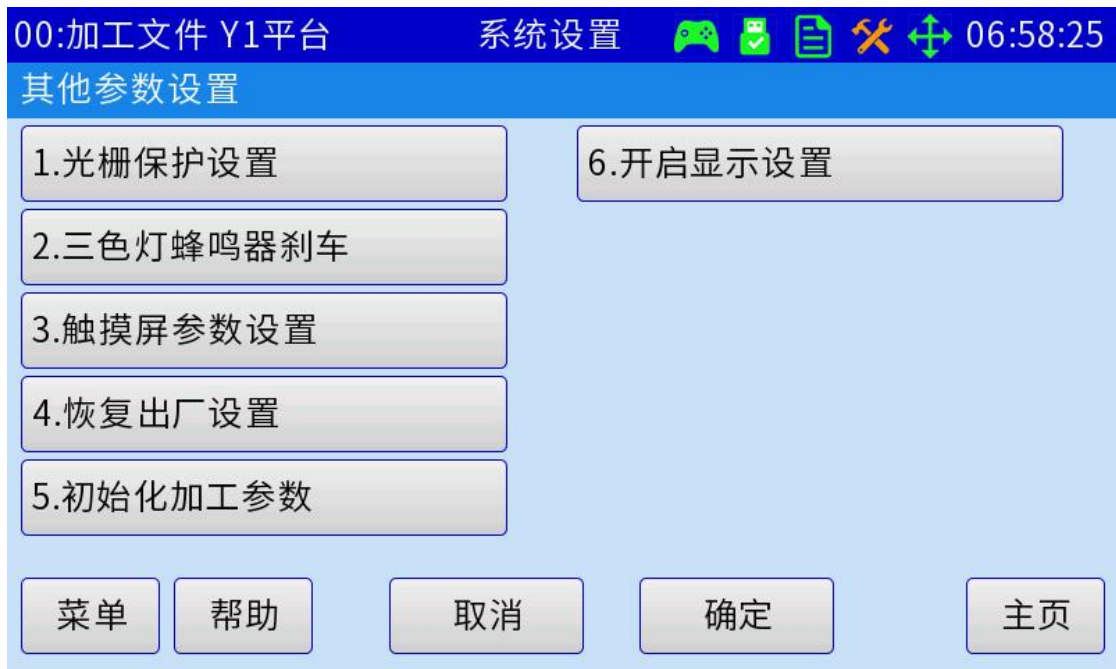 00:加工文件 Y1平台 系统设置 06:58:25
其他参数设置
1.光栅保护设置
6.开启显示设置
2.三色灯蜂鸣器刹车
3.触摸屏参数设置
4.恢复出厂设置
5.初始化加工参数
菜单 帮助 取消 确定 主页